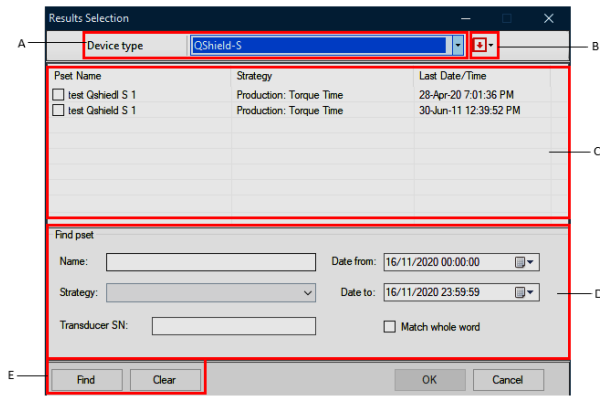 Results Selection
A Device type QShield-S B
Pset Name Strategy Last Date/Time
test Qshiedl S 1 Production: Torque Time 28-Apr-20 7:01:36 PM
test Qshield S 1 Production: Torque Time 30-Jun-11 12:39:52 PM
C
Find pset
Name: Date from: 16/11/2020 00:00:00
Strategy: Date to: 16/11/2020 23:59:59 D
Transducer SN: Match whole word
E Find Clear OK Cancel